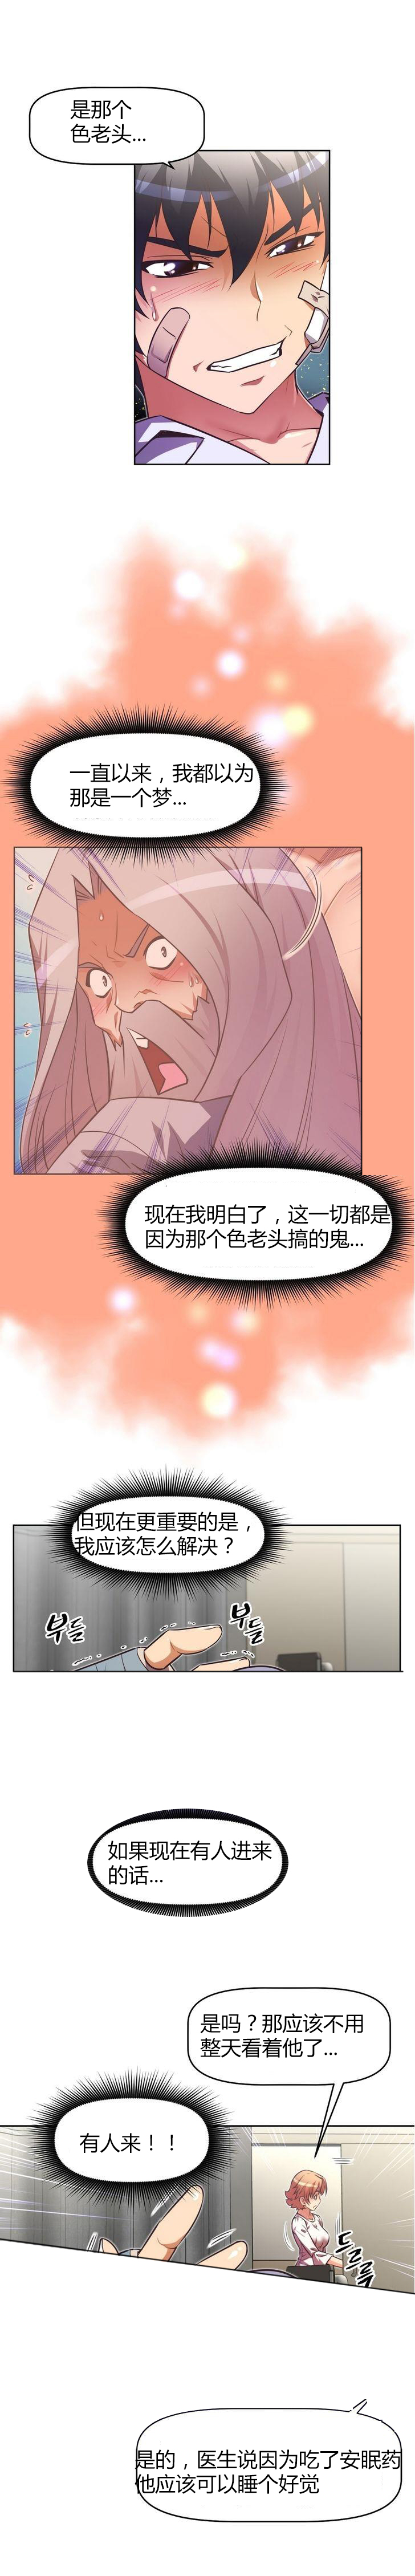 是那个
色老头...
一直以来，我都以为
那是一个梦...
现在我明白了，这一切都是
因为那个色老头搞的鬼...
但现在更重要的是，
我应该怎么解决？
부들
부들
如果现在有人进来
的话...
是吗？那应该不用
整天看着他了...
有人来！！
드르륵
是的，医生说因为吃了安眠药
他应该可以睡个好觉